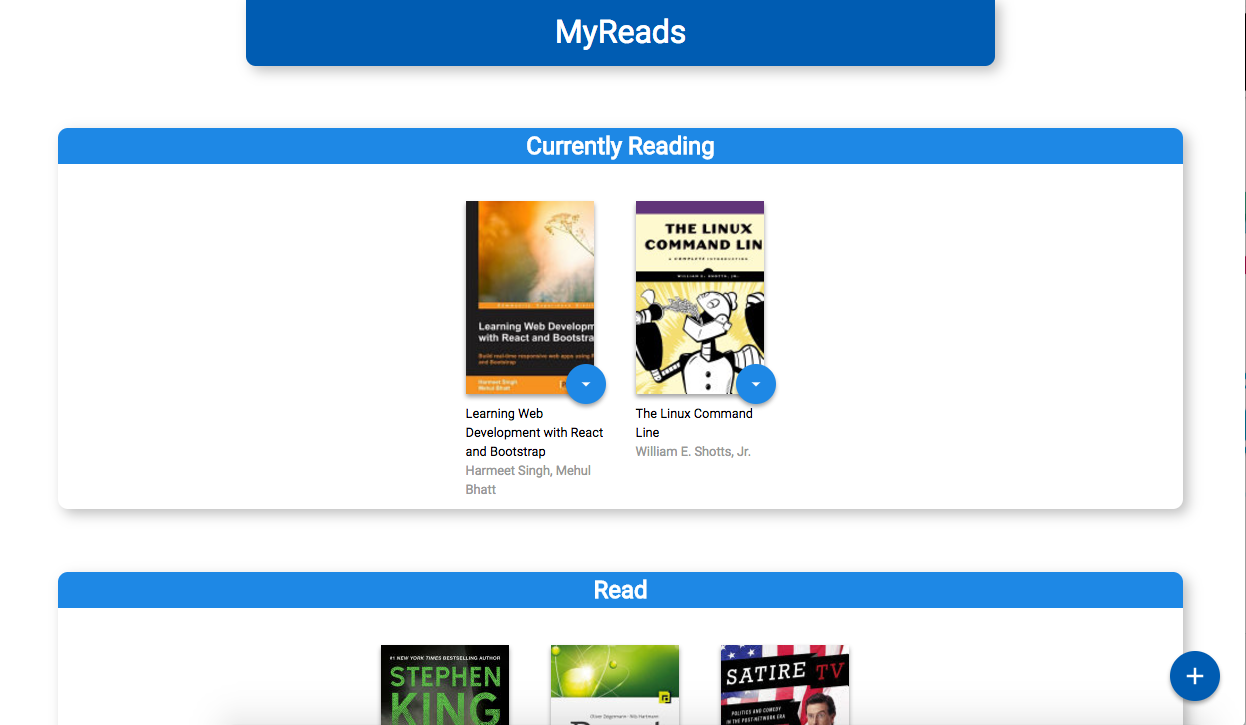 MyReads
Currently Reading
Learning Web Developm
with React and Bootstra
Build real-time responsive web apps using
and Bootstrap
Harmeet Singh
Mehul Bhatt
THE LINUX
COMMAND LIN
A COMPLETE INTRODUCTION
WILLIAM E. SHOTTS, JR.
Learning Web
Development with React
and Bootstrap
Harmeet Singh, Mehul
Bhatt
The Linux Command
Line
William E. Shotts, Jr.
Read
#1 NEW YORK TIMES BESTSELLING AUTHOR
STEPHEN
KING
Oliver Zeigermann · Nils Hartmann
SATIRE TV
POLITICS AND COMEDY
IN THE POST-NETWORK ERA
+